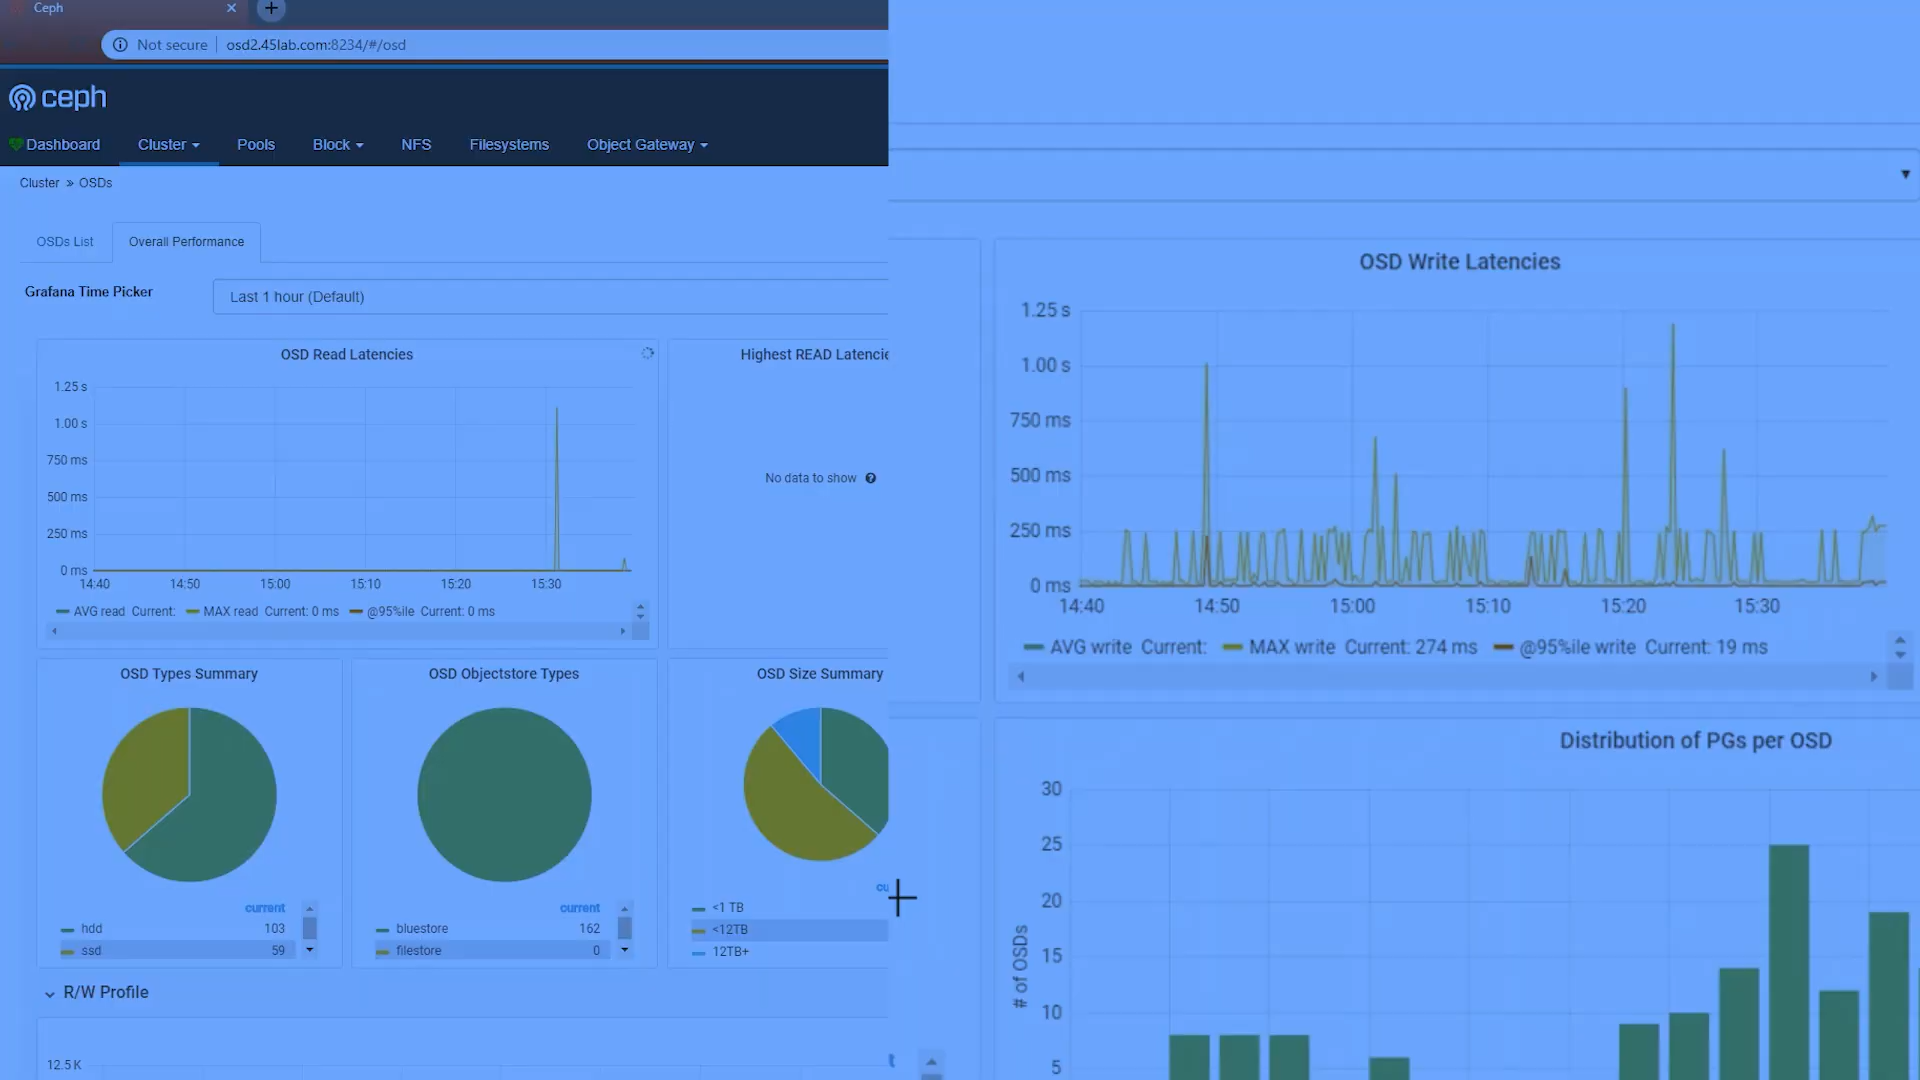 Ceph
Not secure osd2.45lab.com:8234/#/osd
ceph
Dashboard Cluster Pools Block NFS Filesystems Object Gateway
Cluster » OSDs
OSDs List Overall Performance
Grafana Time Picker Last 1 hour (Default)
OSD Read Latencies
1.25 s
1.00 s
750 ms
500 ms
250 ms
0 ms
14:40 14:50 15:00 15:10 15:20 15:30
AVG read Current: MAX read Current: 0 ms @95%ile Current: 0 ms
Highest READ Latencie
No data to show
OSD Write Latencies
1.25 s
1.00 s
750 ms
500 ms
250 ms
0 ms
14:40 14:50 15:00 15:10 15:20 15:30
AVG write Current: MAX write Current: 274 ms @95%ile write Current: 19 ms
OSD Types Summary
current
hdd 103
ssd 59
OSD Objectstore Types
current
bluestore 162
filestore 0
OSD Size Summary
cu
<1 TB
<12TB
12TB+
Distribution of PGs per OSD
30
25
20
15
10
5
# of OSDs
R/W Profile
12.5 K